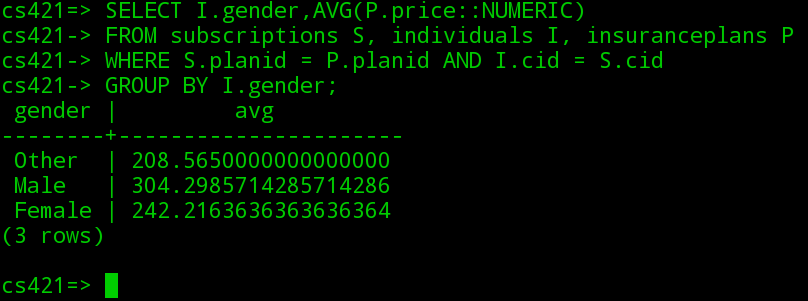 cs421=> SELECT I.gender,AVG(P.price::NUMERIC)
cs421-> FROM subscriptions S, individuals I, insuranceplans P
cs421-> WHERE S.planid = P.planid AND I.cid = S.cid
cs421-> GROUP BY I.gender;
 gender |         avg
--------+----------------------
 Other  | 208.5650000000000000
 Male   | 304.2985714285714286
 Female | 242.2163636363636364
(3 rows)

cs421=>